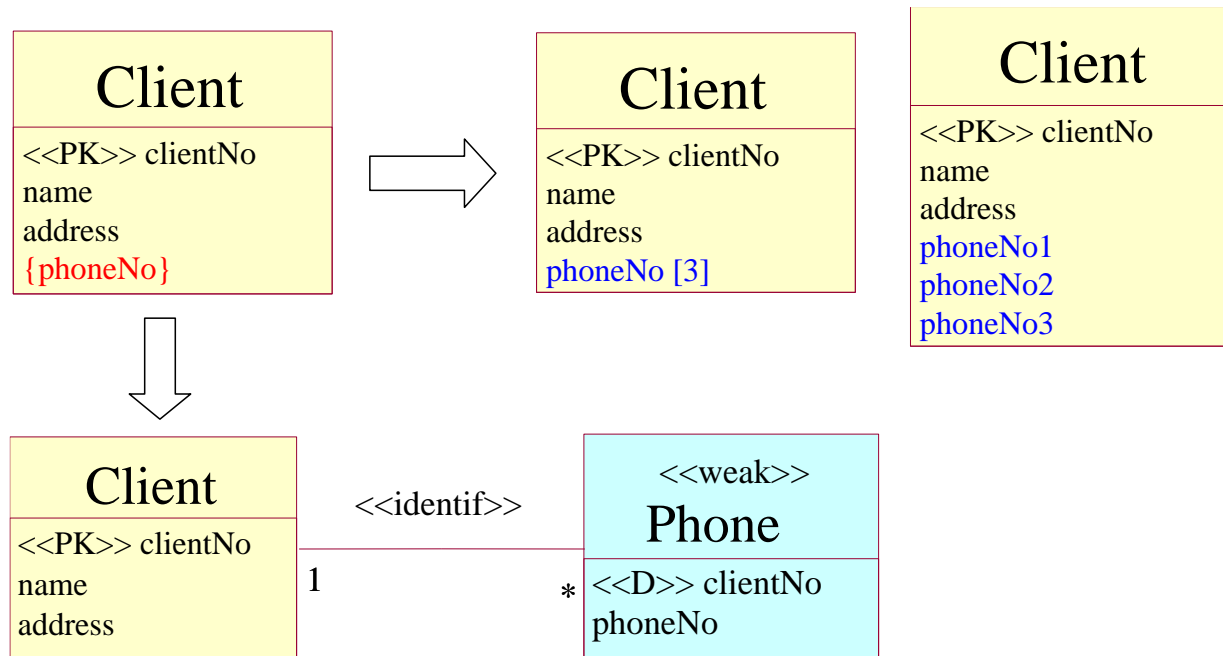 Client
<<PK>> clientNo
name
address
{phoneNo}
Client
<<PK>> clientNo
name
address
phoneNo [3]
Client
<<PK>> clientNo
name
address
phoneNo1
phoneNo2
phoneNo3
Client
<<PK>> clientNo
name
address
<<identif>>
1
*
<<weak>>
Phone
<<D>> clientNo
phoneNo